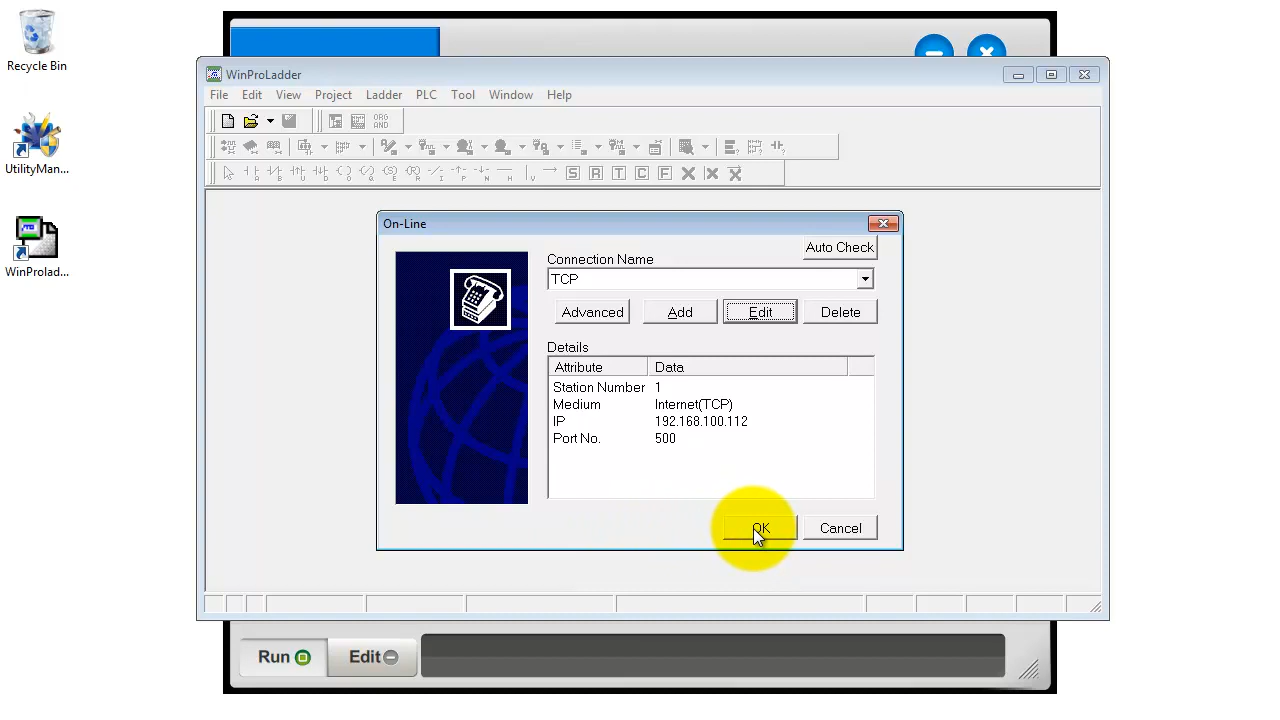 Recycle Bin
UtilityMan...
WinProlad...
WinProLadder
File Edit View Project Ladder PLC Tool Window Help
ORG
AND
S R T C F
On-Line
Auto Check
Connection Name
TCP
Advanced Add Edit Delete
Details
Attribute Data
Station Number 1
Medium Internet(TCP)
IP 192.168.100.112
Port No. 500
OK Cancel
Run Edit